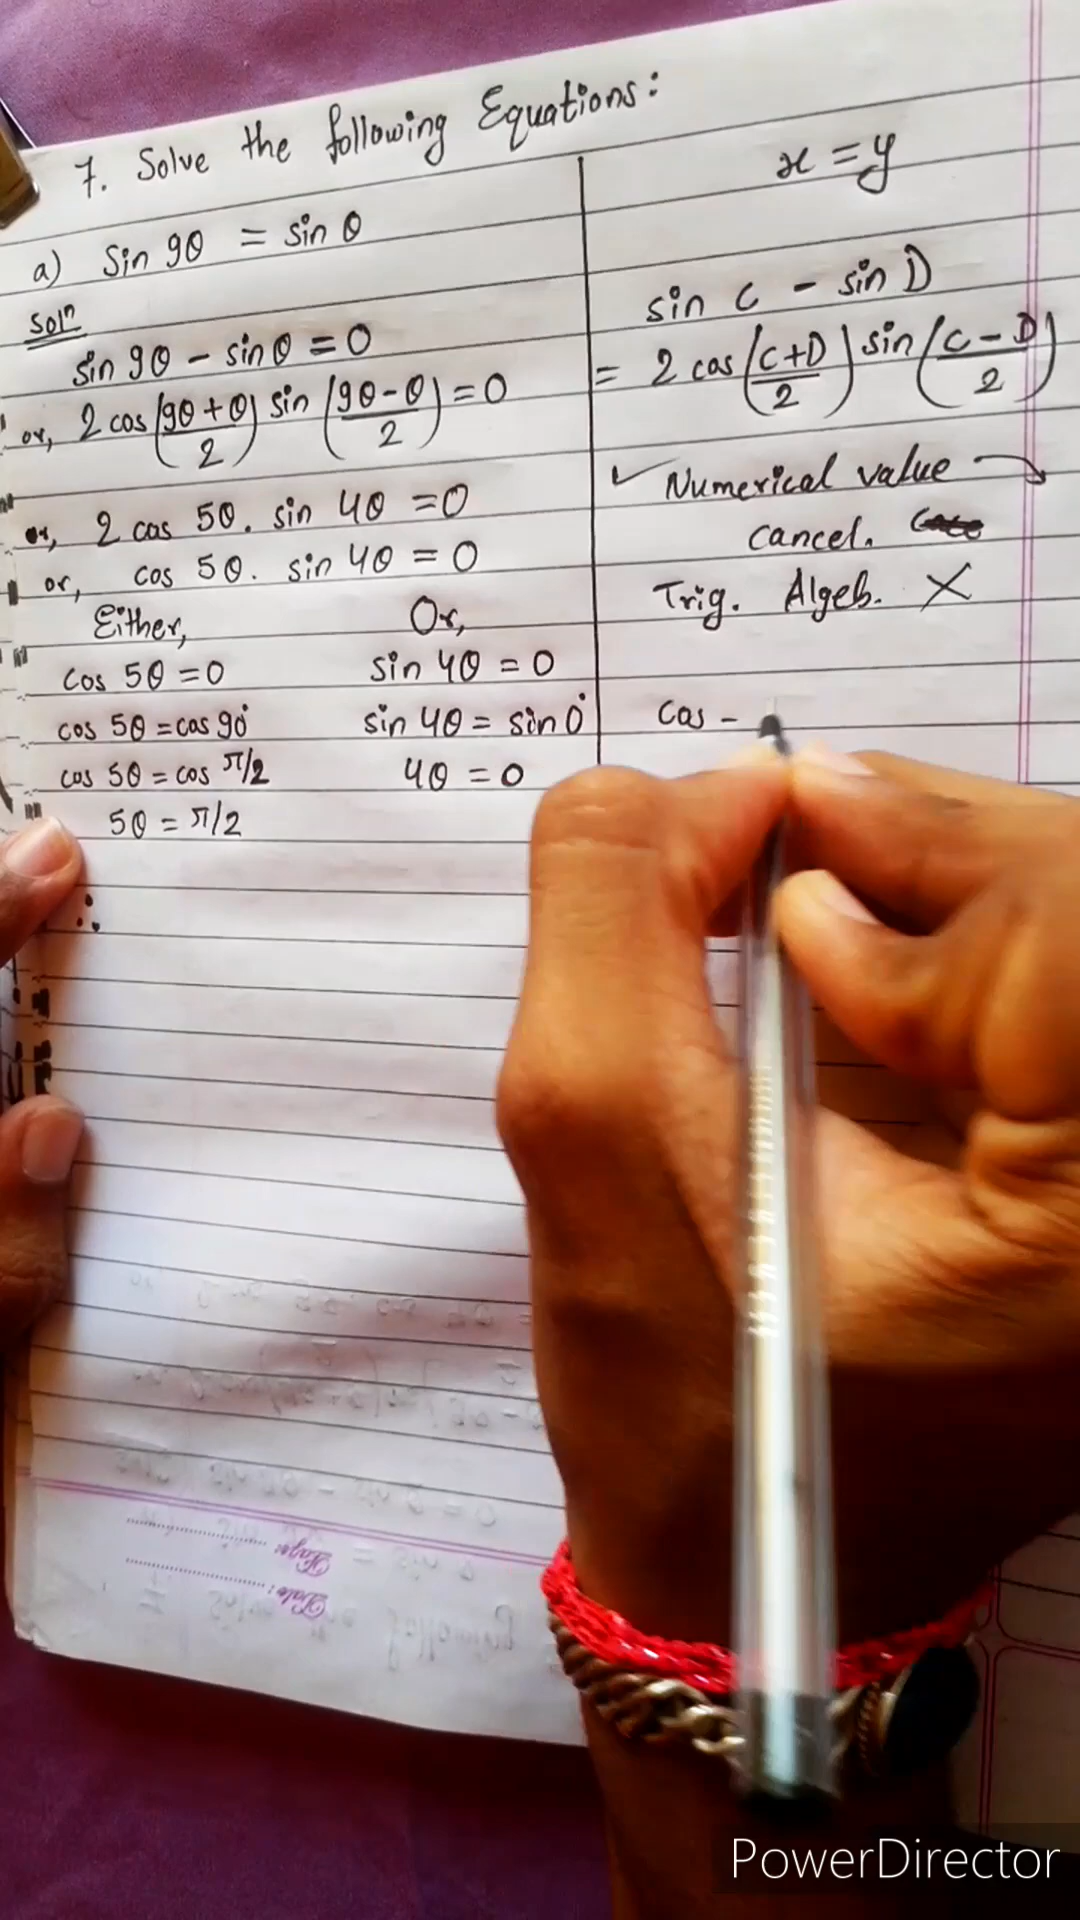 7. Solve the following Equations:
a) Sin 9θ = sin θ
Solⁿ
sin 9θ - sin θ = 0
or, 2 cos (9θ + θ / 2) sin (9θ - θ / 2) = 0
or, 2 cos 5θ. sin 4θ = 0
or, cos 5θ. sin 4θ = 0
Either, Or,
cos 5θ = 0 sin 4θ = 0
cos 5θ = cos 90° sin 4θ = sin 0°
cos 5θ = cos π/2 4θ = 0
5θ = π/2
∴
x = y
sin C - sin D
= 2 cos (C+D / 2) sin (C-D / 2)
✓ Numerical value →
cancel.
Trig. Algeb. ✗
cos -
Page:
Date:
PowerDirector